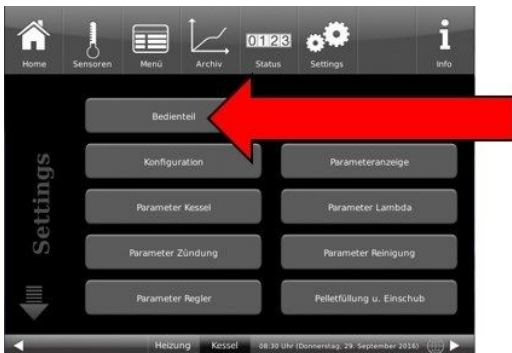 0123
Home Sensoren Menü Archiv Status Settings Info
Settings
Bedienteil
Konfiguration Parameteranzeige
Parameter Kessel Parameter Lambda
Parameter Zündung Parameter Reinigung
Parameter Regler Pelletfüllung u. Einschub
Heizung Kessel 08:30 Uhr (Donnerstag, 29. September 2016)